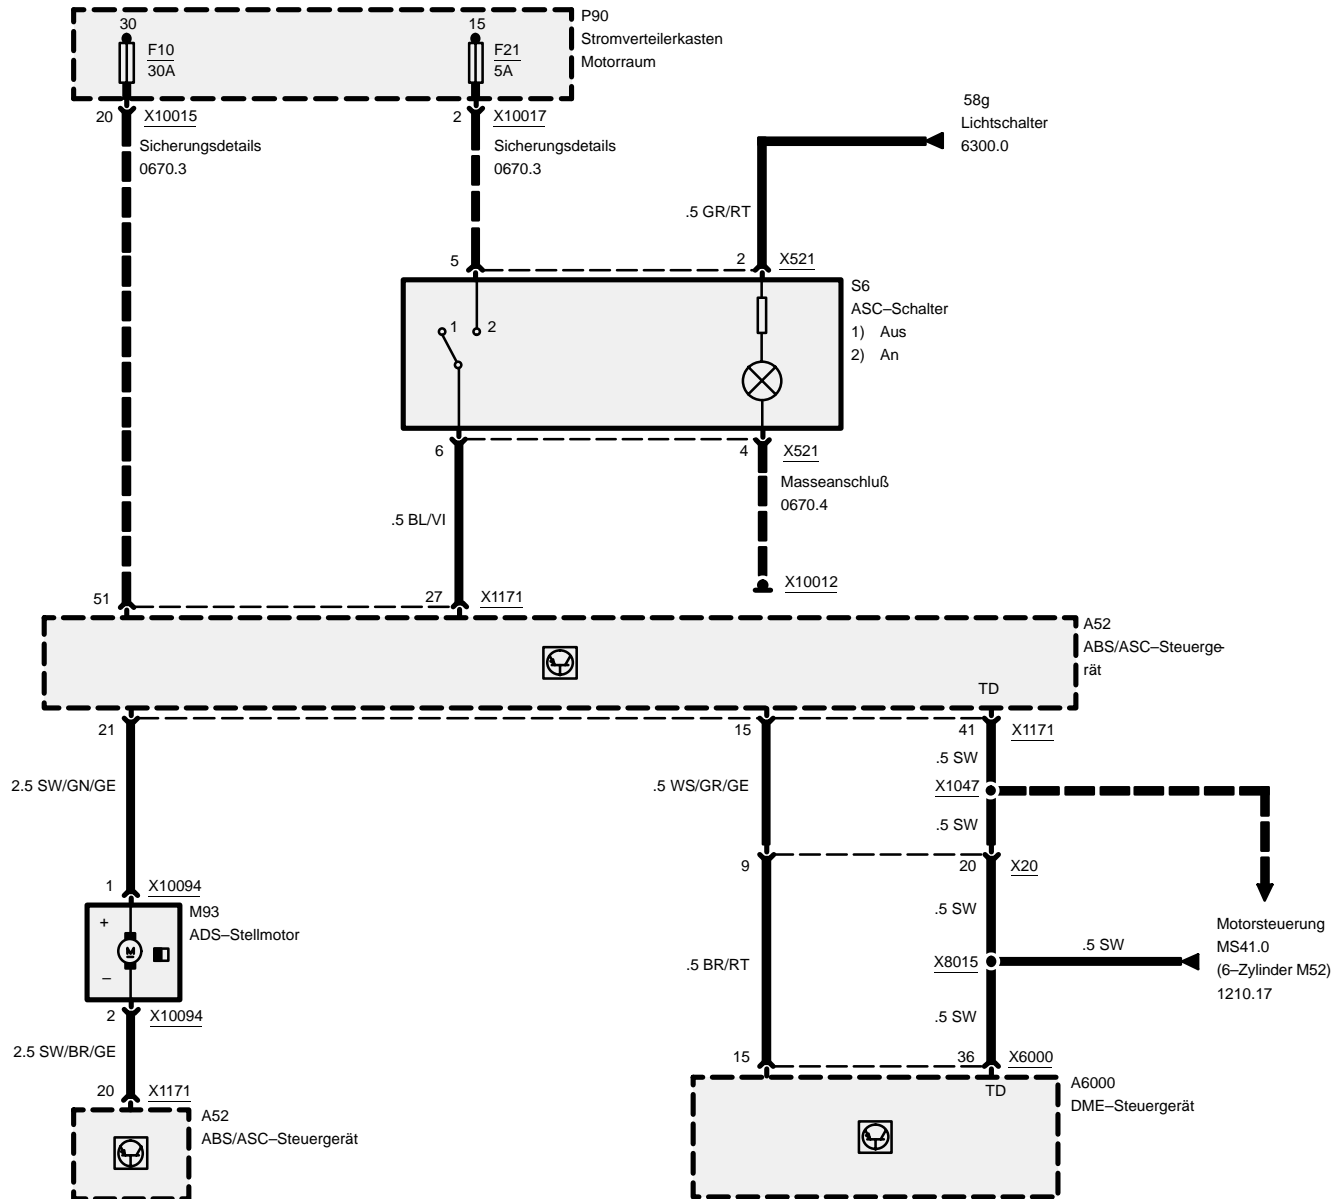 P90
Stromverteilerkasten
Motorraum
30
F10
30A
15
F21
5A
20
X10015
Sicherungsdetails
0670.3
2
X10017
Sicherungsdetails
0670.3
58g
Lichtschalter
6300.0
.5 GR/RT
5
2
X521
1
2
S6
ASC–Schalter
1) Aus
2) An
6
4
X521
Masseanschluß
0670.4
.5 BL/VI
X10012
51
27
X1171
A52
ABS/ASC–Steuerge–
rät
TD
21
15
41
X1171
2.5 SW/GN/GE
.5 WS/GR/GE
.5 SW
X1047
.5 SW
9
20
X20
1
X10094
M93
ADS–Stellmotor
+
M
–
.5 SW
.5 BR/RT
X8015
.5 SW
Motorsteuerung
MS41.0
(6–Zylinder M52)
1210.17
.5 SW
2
X10094
2.5 SW/BR/GE
20
X1171
A52
ABS/ASC–Steuergerät
15
36
X6000
TD
A6000
DME–Steuergerät